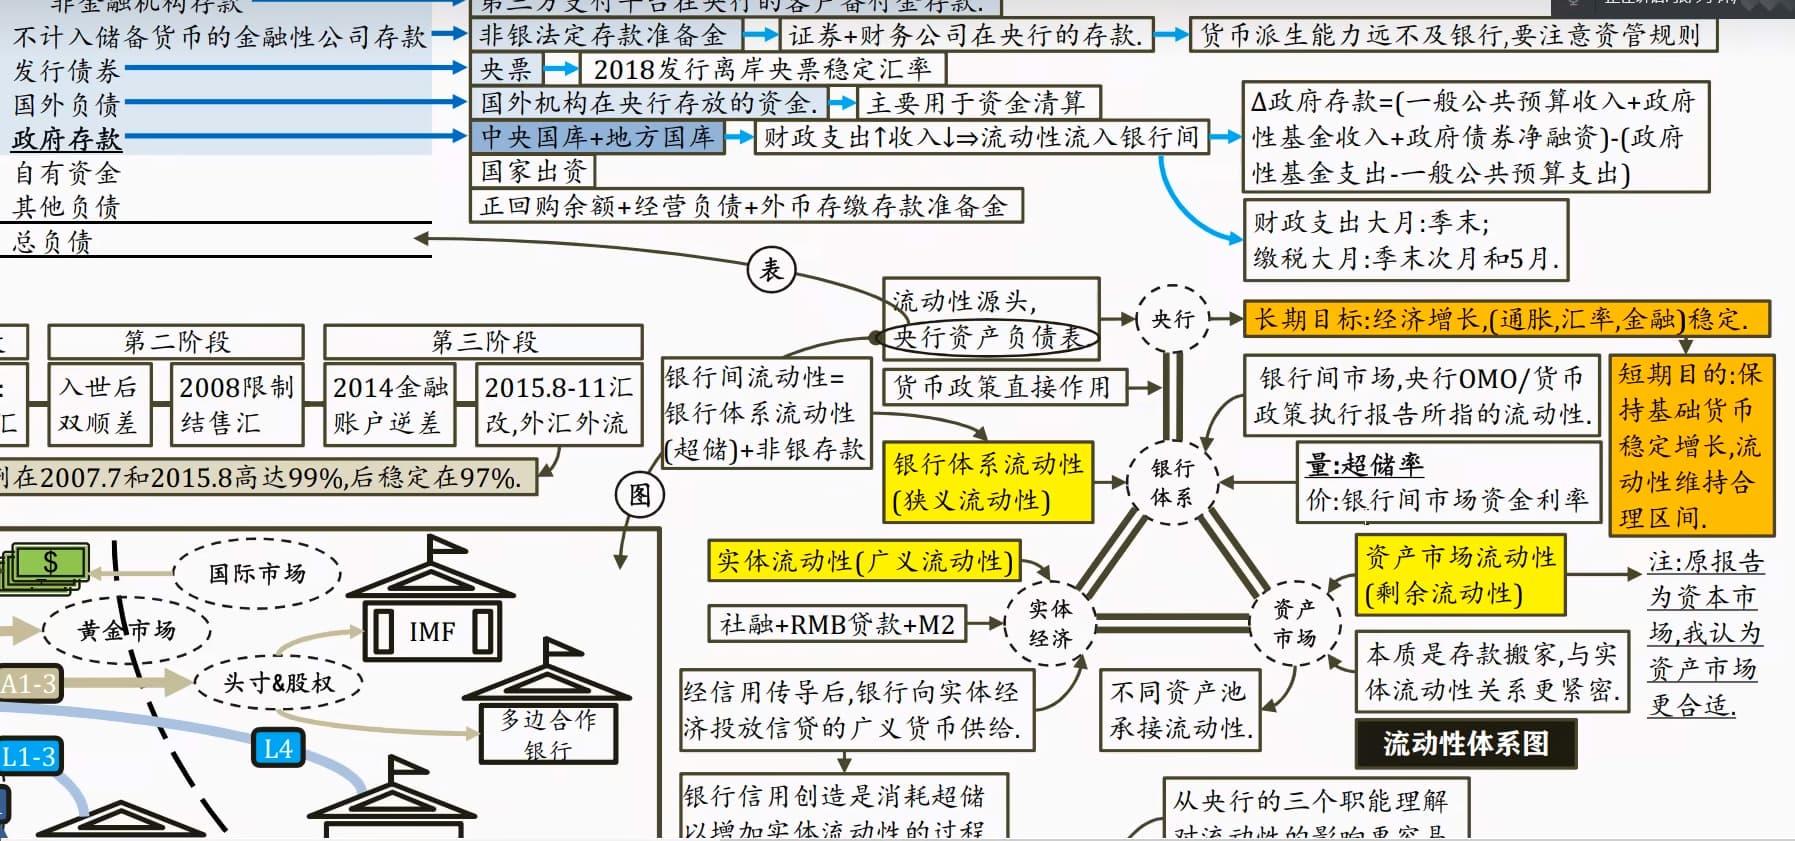 非金融机构存款
第三方支付平台在央行的客户备付金存款.
不计入储备货币的金融性公司存款
非银法定存款准备金
证券+财务公司在央行的存款.
货币派生能力远不及银行,要注意资管规则
发行债券
央票
2018发行离岸央票稳定汇率
国外负债
国外机构在央行存放的资金.
主要用于资金清算
政府存款
中央国库+地方国库
财政支出↑收入↓⇒流动性流入银行间
Δ政府存款=(一般公共预算收入+政府
性基金收入+政府债券净融资)-(政府
性基金支出-一般公共预算支出)
自有资金
国家出资
其他负债
正回购余额+经营负债+外币存缴存款准备金
总负债
财政支出大月:季末;
缴税大月:季末次月和5月.
表
流动性源头,
央行资产负债表.
央行
长期目标:经济增长,(通胀,汇率,金融)稳定.
第二阶段
第三阶段
汇
入世后
双顺差
2008限制
结售汇
2014金融
账户逆差
2015.8-11汇
改,外汇外流
例在2007.7和2015.8高达99%,后稳定在97%.
银行间流动性=
银行体系流动性
(超储)+非银存款
货币政策直接作用
图
银行间市场,央行OMO/货币
政策执行报告所指的流动性.
短期目的:保
持基础货币
稳定增长,流
动性维持合
理区间.
银行体系流动性
(狭义流动性)
银行
体系
量:超储率
价:银行间市场资金利率
实体流动性(广义流动性)
社融+RMB贷款+M2
实体
经济
资产
市场
资产市场流动性
(剩余流动性)
注:原报告
为资本市
场,我认为
资产市场
更合适.
本质是存款搬家,与实
体流动性关系更紧密.
经信用传导后,银行向实体经
济投放信贷的广义货币供给.
不同资产池
承接流动性.
流动性体系图
银行信用创造是消耗超储
以增加实体流动性的过程
从央行的三个职能理解
对流动性的影响更容易
$
国际市场
黄金市场
IMF
A1-3
头寸&股权
多边合作
银行
L4
L1-3